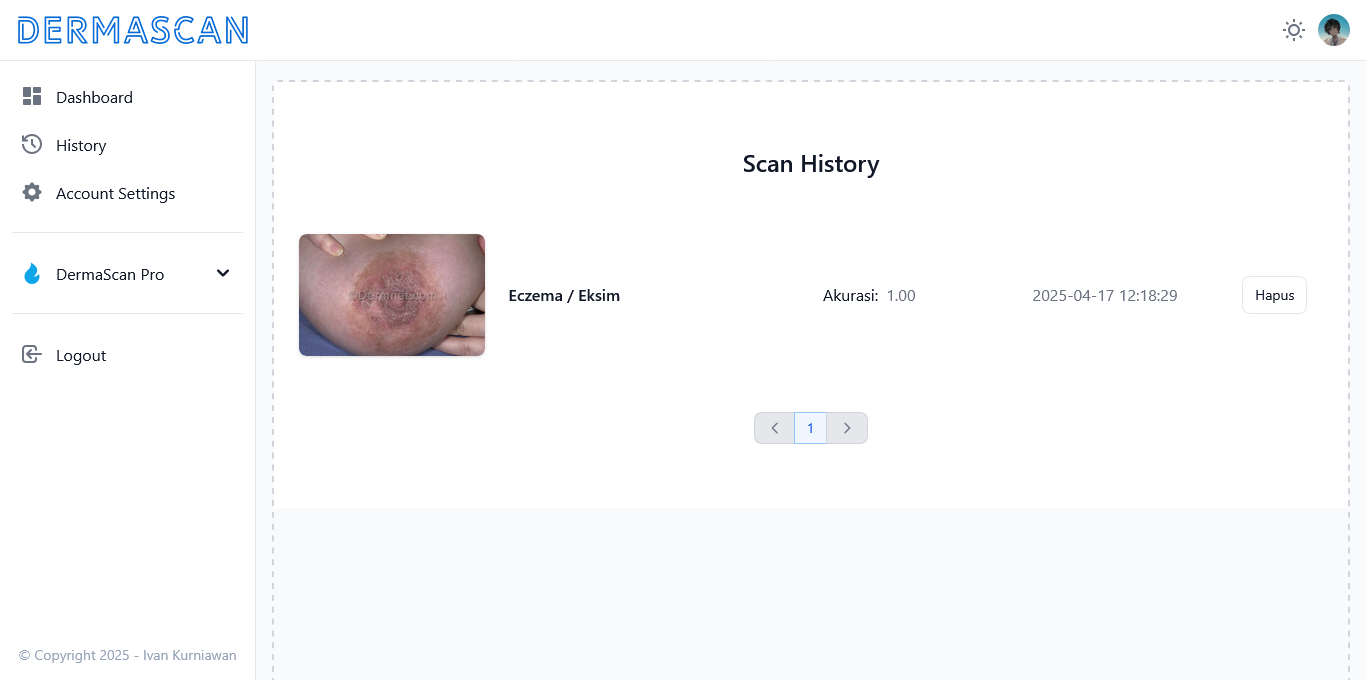 DERMASCAN
Dashboard
History
Account Settings
DermaScan Pro
Logout
© Copyright 2025 - Ivan Kurniawan
Scan History
©Dermnet.com
Eczema / Eksim
Akurasi: 1.00
2025-04-17 12:18:29
Hapus
1